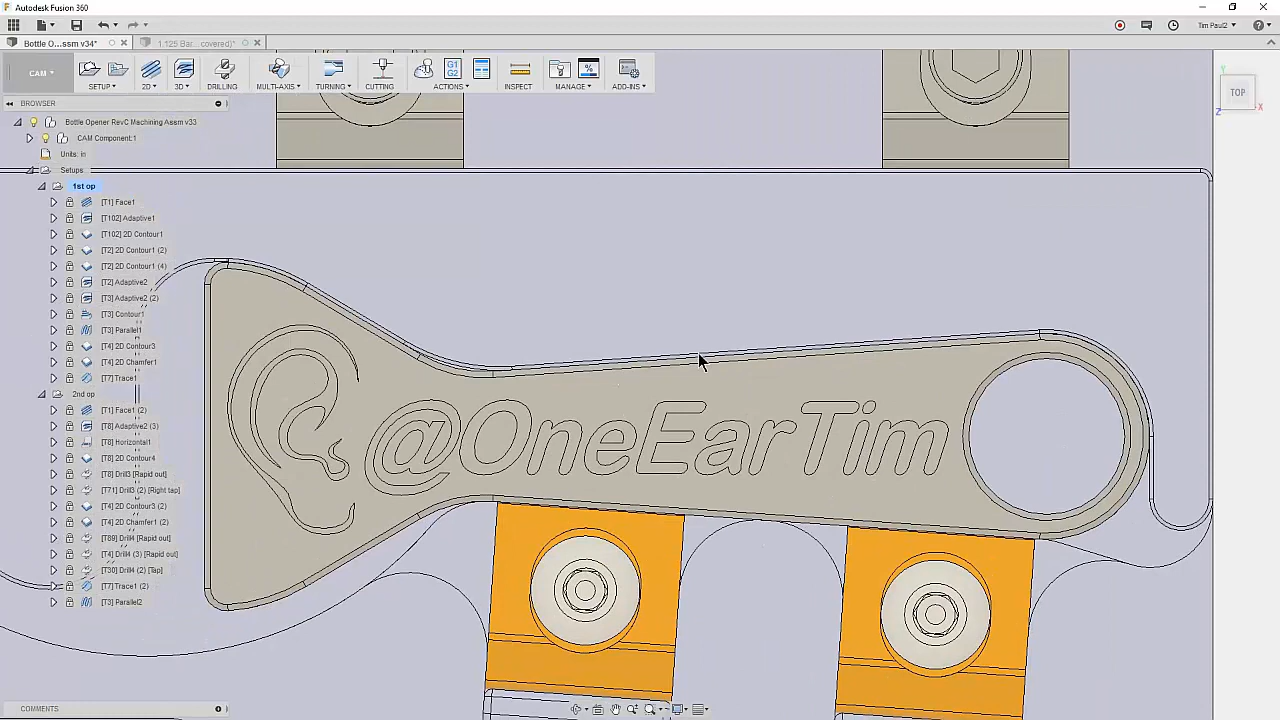 Autodesk Fusion 360
Tim Paul2
Bottle O...ssm v34*
1.125 Bar...covered)*
CAM
SETUP
2D
3D
DRILLING
MULTI-AXIS
TURNING
CUTTING
G1
G2
ACTIONS
INSPECT
MANAGE
ADD-INS
TOP
Y
Z
X
BROWSER
Bottle Opener RevC Machining Assm v33
CAM Component:1
Units: in
Setups
1st op
[T1] Face1
[T102] Adaptive1
[T102] 2D Contour1
[T2] 2D Contour1 (2)
[T2] 2D Contour1 (4)
[T2] Adaptive2
[T3] Adaptive2 (2)
[T3] Contour1
[T3] Parallel1
[T4] 2D Contour3
[T4] 2D Chamfer1
[T7] Trace1
2nd op
[T1] Face1 (2)
[T8] Adaptive2 (3)
[T8] Horizontal1
[T8] 2D Contour4
[T8] Drill3 [Rapid out]
[T71] Drill3 (2) [Right tap]
[T4] 2D Contour3 (2)
[T4] 2D Chamfer1 (2)
[T89] Drill4 [Rapid out]
[T4] Drill4 (3) [Rapid out]
[T30] Drill4 (2) [Tap]
[T7] Trace1 (2)
[T3] Parallel2
@OneEarTim
COMMENTS